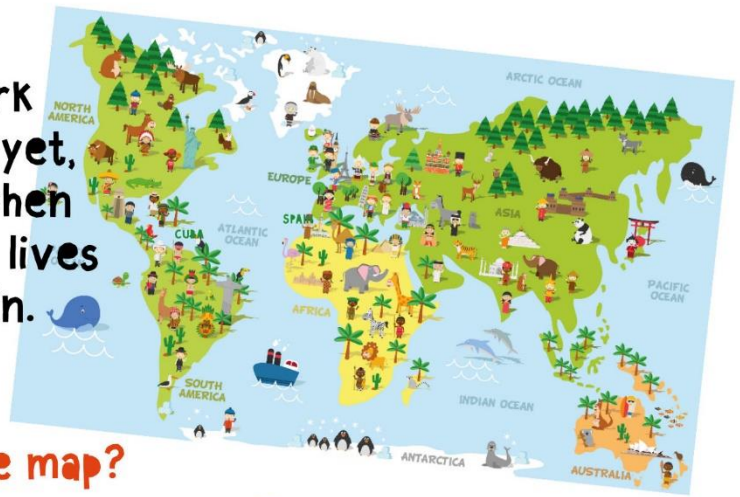 rk
yet,
hen
lives
n.
e map?
ARCTIC OCEAN
NORTH
AMERICA
EUROPE
SPAIN
ASIA
CUBA
ATLANTIC
OCEAN
PACIFIC
OCEAN
AFRICA
SOUTH
AMERICA
INDIAN OCEAN
ANTARCTICA
AUSTRALIA